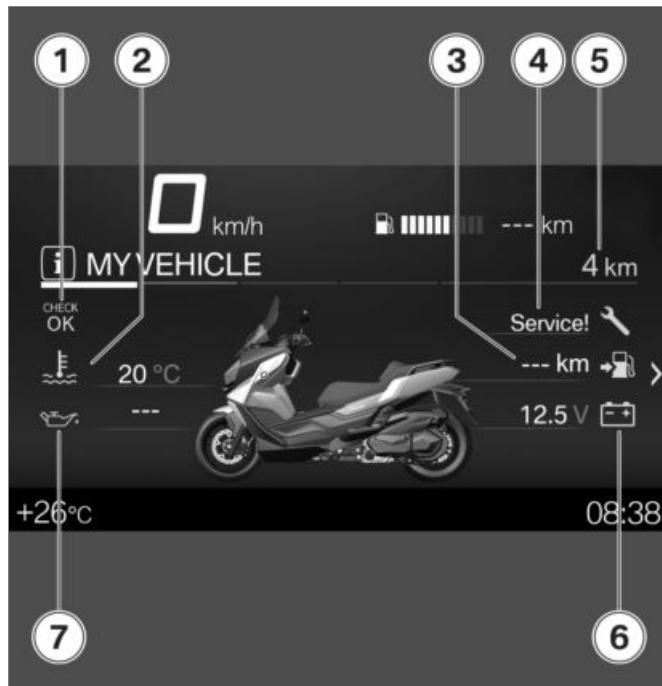 1 2 3 4 5
0 km/h
--- km
i MY VEHICLE
4 km
CHECK
OK
Service!
20 °C
--- km
---
12.5 V
+26°C
08:38
7 6